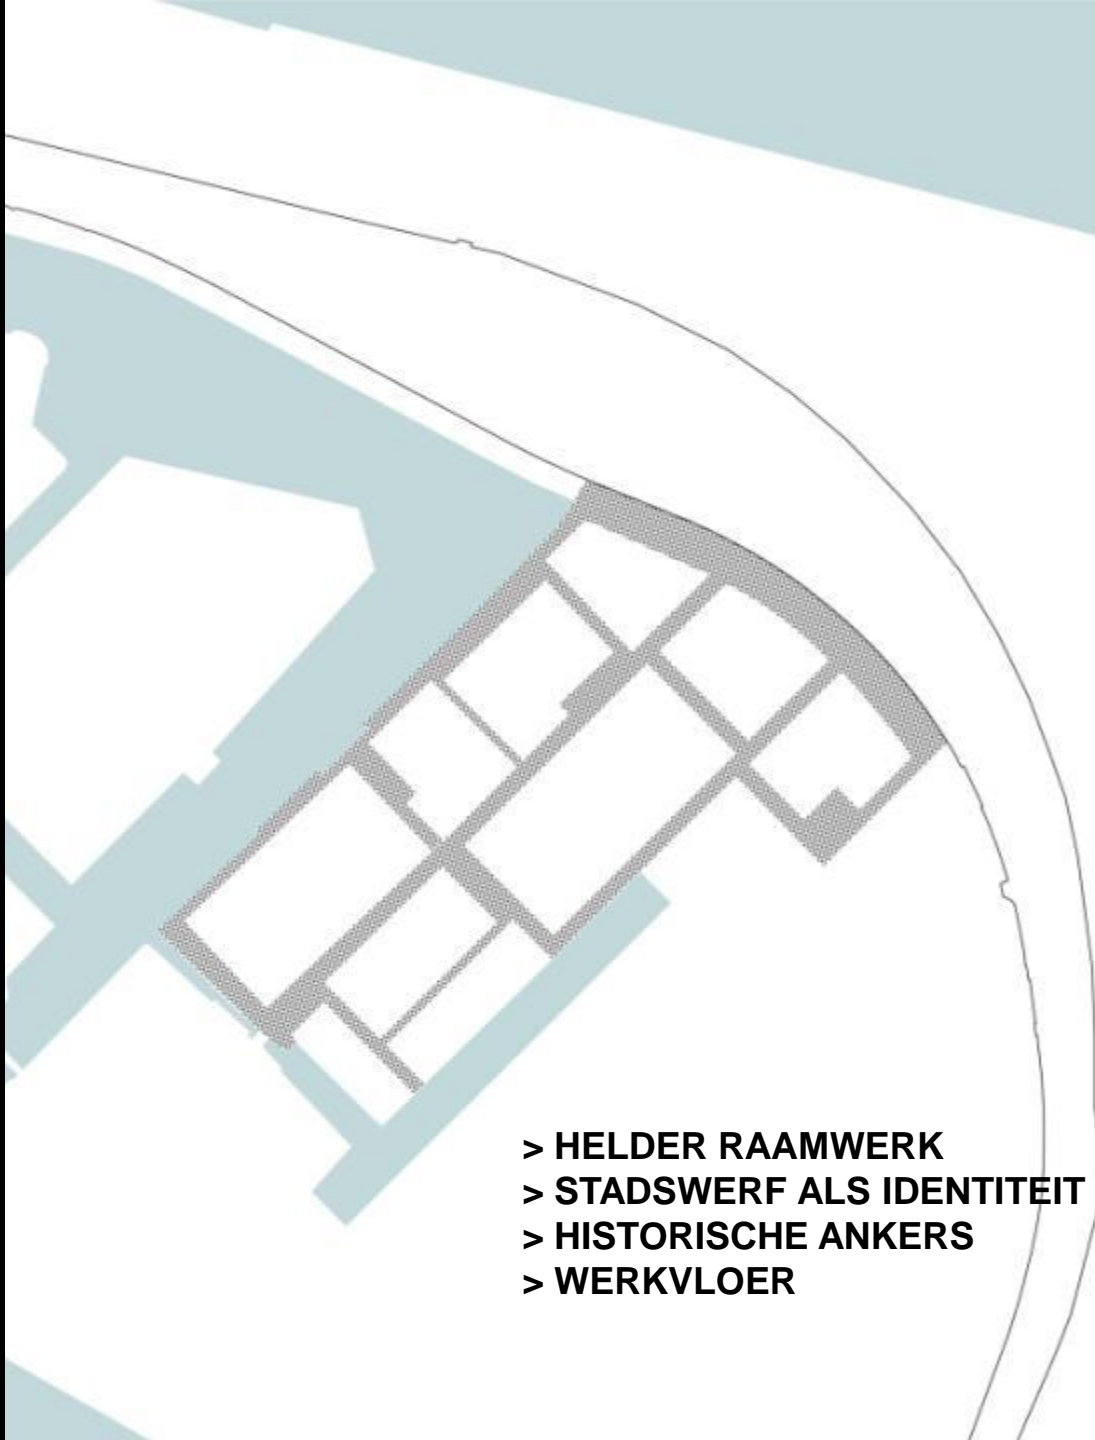 > HELDER RAAMWERK
> STADSWERF ALS IDENTITEIT
> HISTORISCHE ANKERS
> WERKVLOER